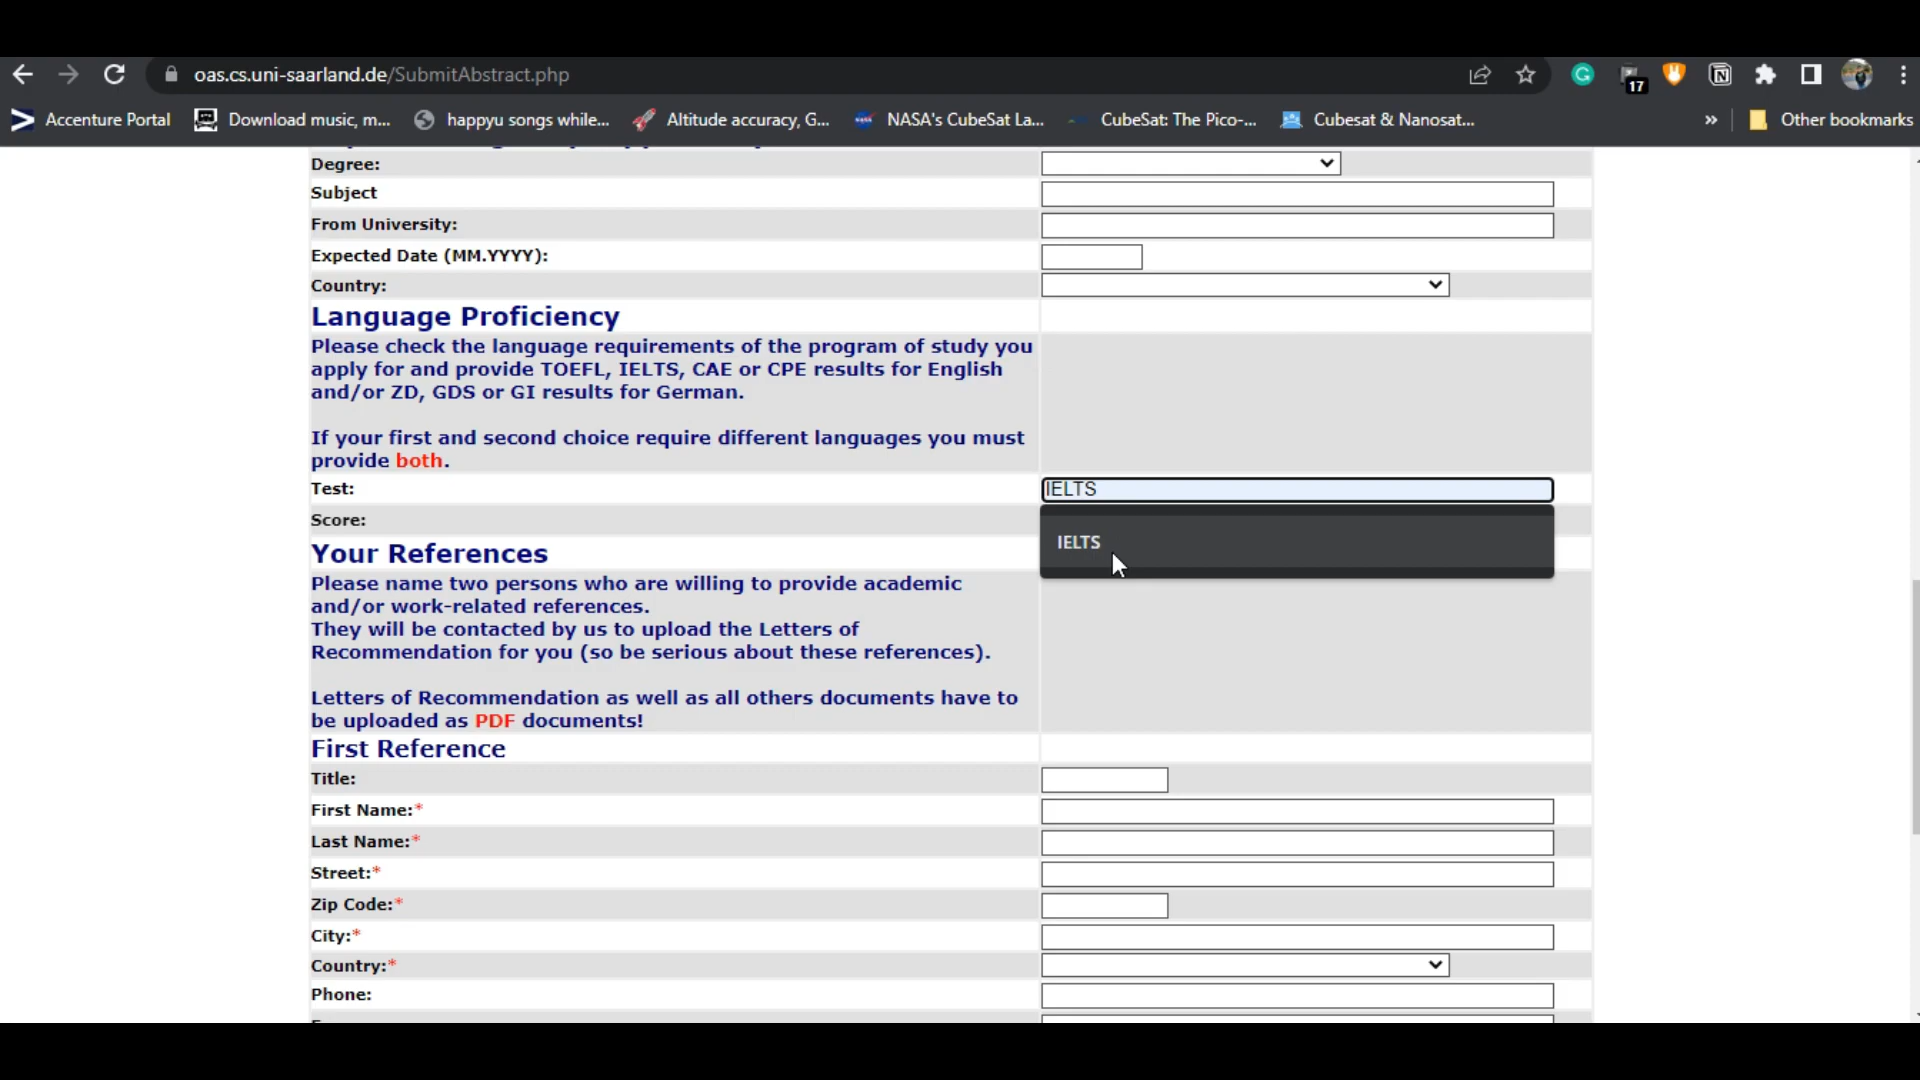 oas.cs.uni-saarland.de/SubmitAbstract.php
17
Accenture Portal
Download music, m...
happyu songs while...
Altitude accuracy, G...
NASA's CubeSat La...
CubeSat: The Pico-...
Cubesat & Nanosat...
»
Other bookmarks
Degree:
Subject
From University:
Expected Date (MM.YYYY):
Country:
Language Proficiency
Please check the language requirements of the program of study you
apply for and provide TOEFL, IELTS, CAE or CPE results for English
and/or ZD, GDS or GI results for German.
If your first and second choice require different languages you must
provide both.
Test:
IELTS
Score:
IELTS
Your References
Please name two persons who are willing to provide academic
and/or work-related references.
They will be contacted by us to upload the Letters of
Recommendation for you (so be serious about these references).
Letters of Recommendation as well as all others documents have to
be uploaded as PDF documents!
First Reference
Title:
First Name:*
Last Name:*
Street:*
Zip Code:*
City:*
Country:*
Phone: